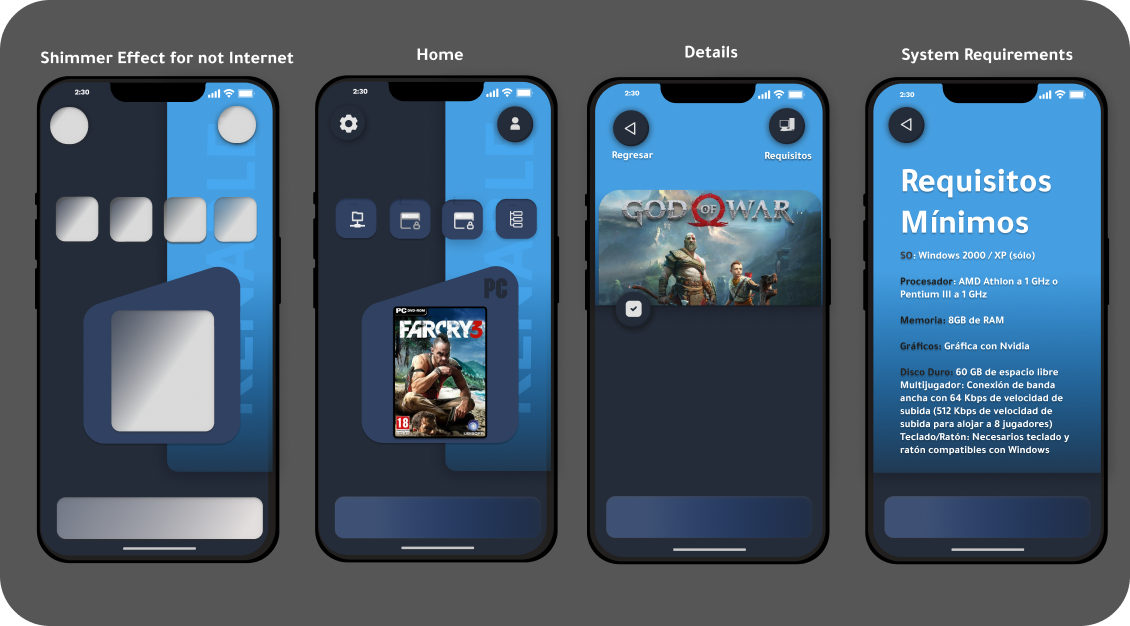 Shimmer Effect for not Internet
Home
Details
System Requirements
2:30
2:30
PC
PC DVD-ROM
FARCRY3
18
UBISOFT
2:30
Regresar
Requisitos
GOD OF WAR
2:30
Requisitos
Mínimos
SO: Windows 2000 / XP (sólo)
Procesador: AMD Athlon a 1 GHz o
Pentium III a 1 GHz
Memoria: 8GB de RAM
Gráficos: Gráfica con Nvidia
Disco Duro: 60 GB de espacio libre
Multijugador: Conexión de banda
ancha con 64 Kbps de velocidad de
subida (512 Kbps de velocidad de
subida para alojar a 8 jugadores)
Teclado/Ratón: Necesarios teclado y
ratón compatibles con Windows